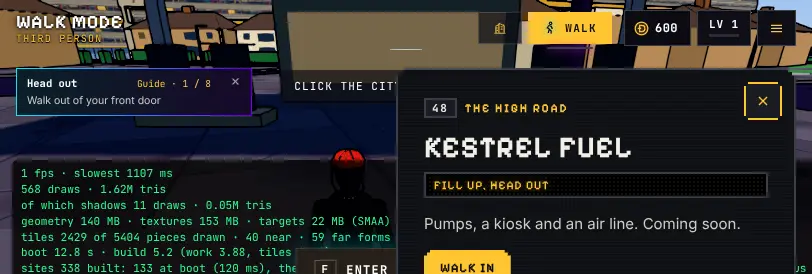 WALK MODE
THIRD PERSON
WALK
600
LV 1
Head out
Guide · 1 / 8
Walk out of your front door
CLICK THE CIT
48
THE HIGH ROAD
KESTREL FUEL
FILL UP, HEAD OUT
Pumps, a kiosk and an air line. Coming soon.
WALK IN
1 fps · slowest 1107 ms
568 draws · 1.62M tris
of which shadows 11 draws · 0.05M tris
geometry 140 MB · textures 153 MB · targets 22 MB (SMAA)
tiles 2429 of 5404 pieces drawn · 40 near · 59 far forms
boot 12.8 s · build 5.2 (work 3.88, tiles
sites 338 built: 133 at boot (120 ms), the
F ENTER